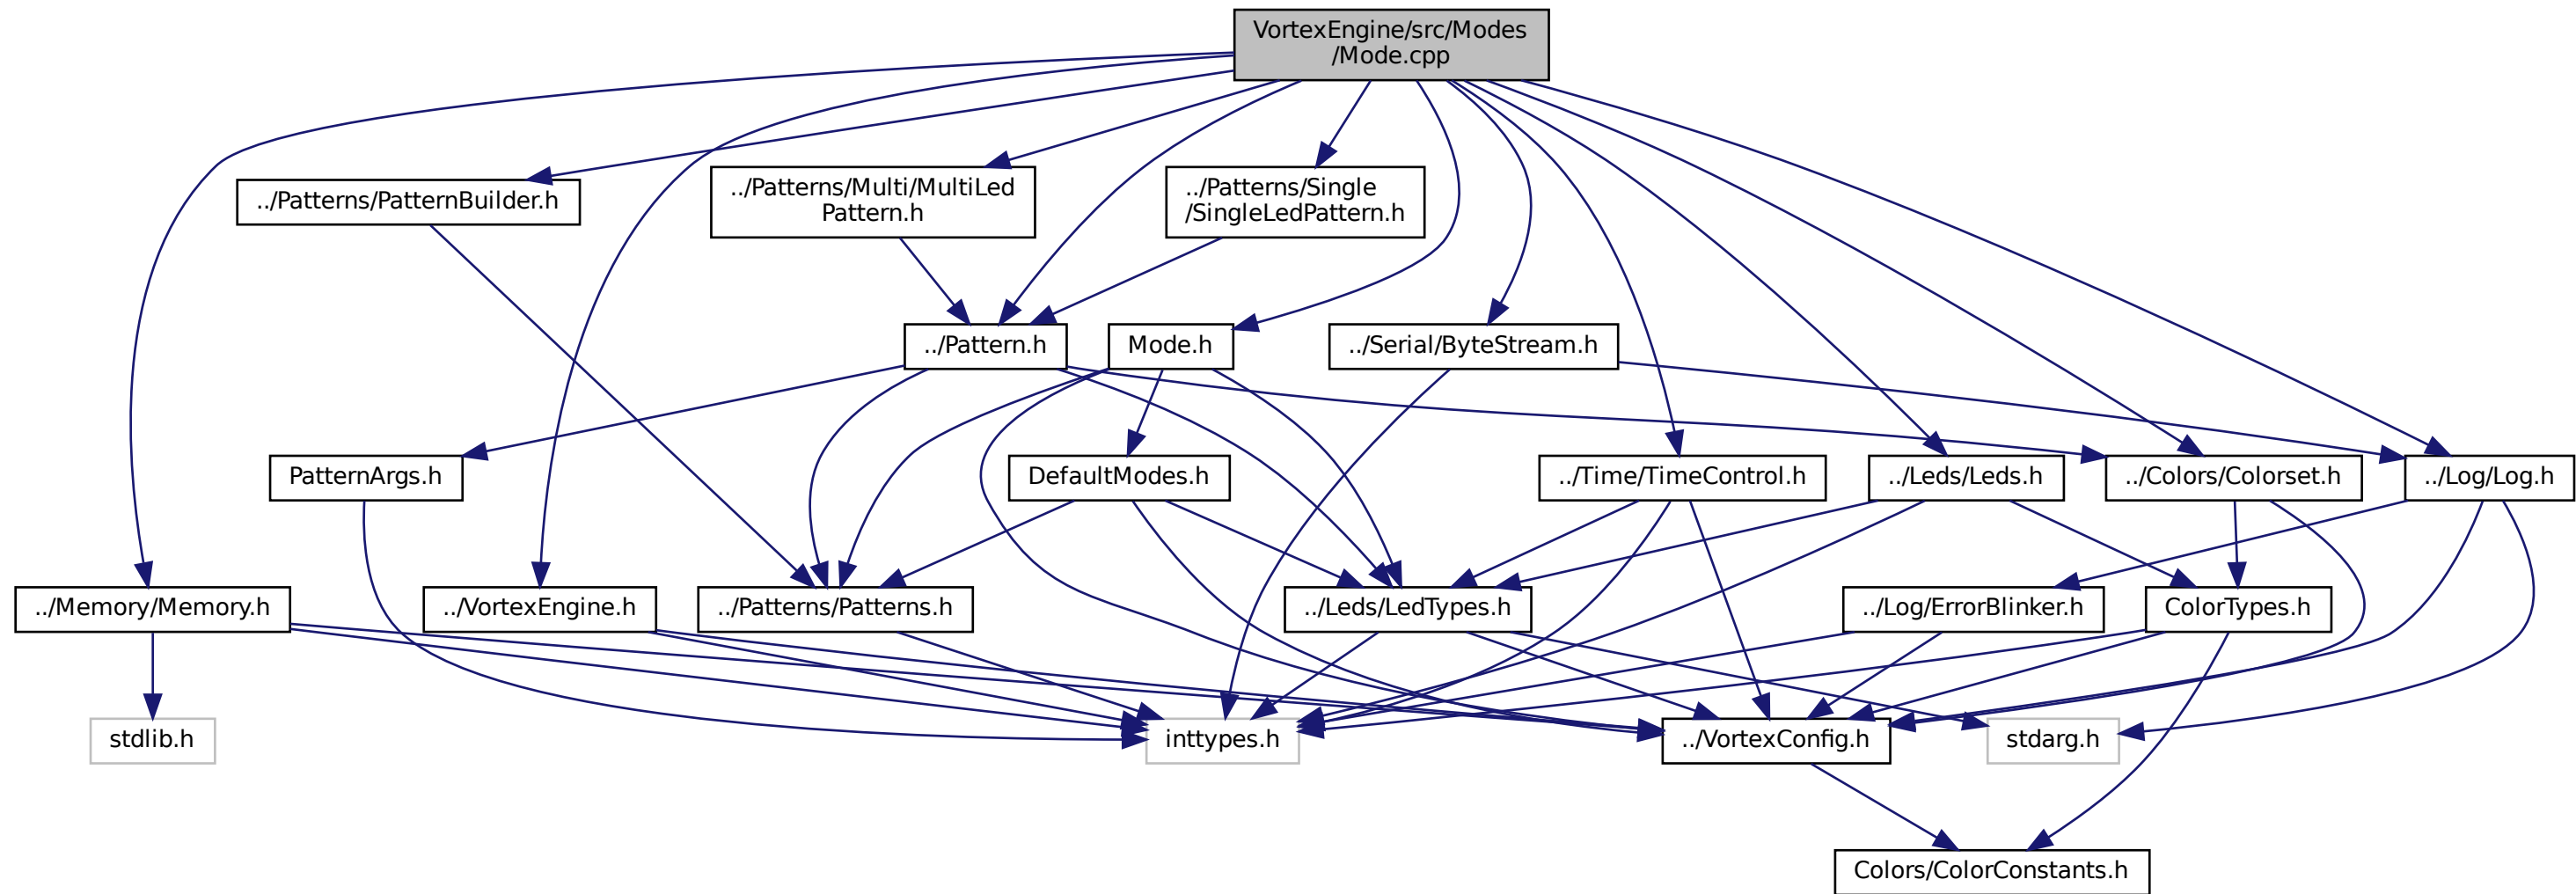 VortexEngine/src/Modes
/Mode.cpp
../Patterns/PatternBuilder.h
../Patterns/Multi/MultiLed
Pattern.h
../Patterns/Single
/SingleLedPattern.h
../Pattern.h
Mode.h
../Serial/ByteStream.h
PatternArgs.h
DefaultModes.h
../Time/TimeControl.h
../Leds/Leds.h
../Colors/Colorset.h
../Log/Log.h
../Memory/Memory.h
../VortexEngine.h
../Patterns/Patterns.h
../Leds/LedTypes.h
../Log/ErrorBlinker.h
ColorTypes.h
stdlib.h
inttypes.h
../VortexConfig.h
stdarg.h
Colors/ColorConstants.h